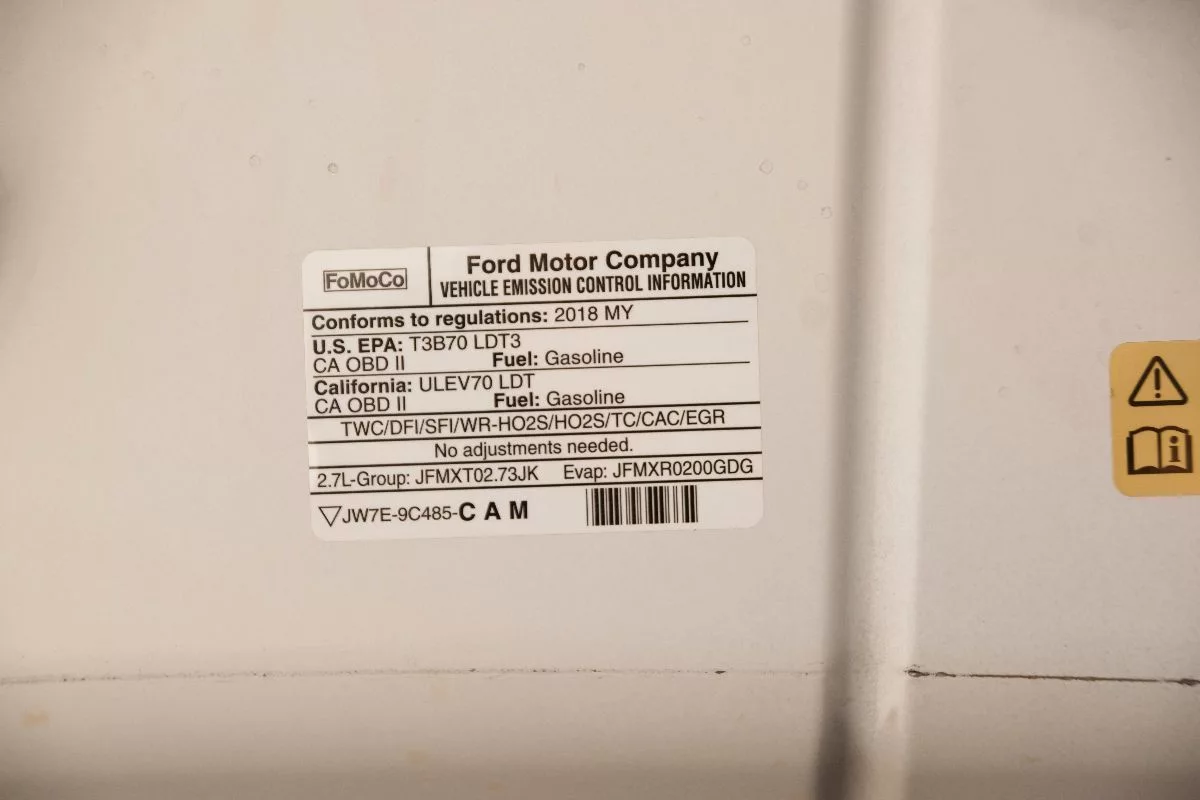 FoMoCo
Ford Motor Company
VEHICLE EMISSION CONTROL INFORMATION
Conforms to regulations: 2018 MY
U.S. EPA: T3B70 LDT3
CA OBD II Fuel: Gasoline
California: ULEV70 LDT
CA OBD II Fuel: Gasoline
TWC/DFI/SFI/WR-HO2S/HO2S/TC/CAC/EGR
No adjustments needed.
2.7L-Group: JFMXT02.73JK Evap: JFMXR0200GDG
JW7E-9C485-CAM